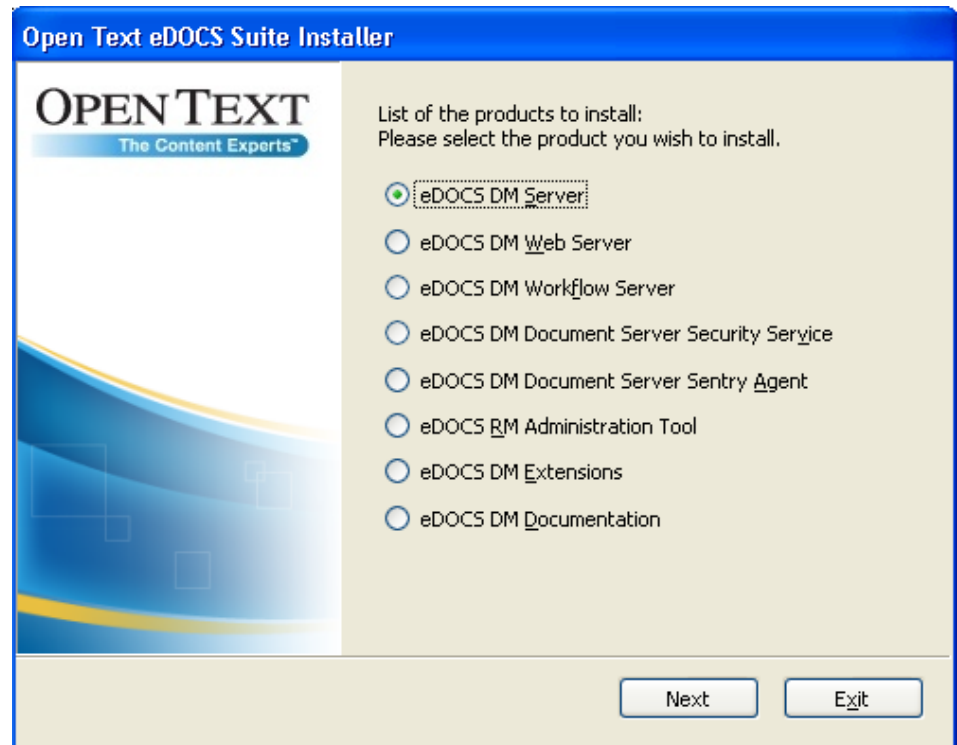 Open Text eDOCS Suite Installer
OPEN TEXT
The Content Experts™
List of the products to install:
Please select the product you wish to install.
eDOCS DM Server
eDOCS DM Web Server
eDOCS DM Workflow Server
eDOCS DM Document Server Security Service
eDOCS DM Document Server Sentry Agent
eDOCS RM Administration Tool
eDOCS DM Extensions
eDOCS DM Documentation
Next
Exit